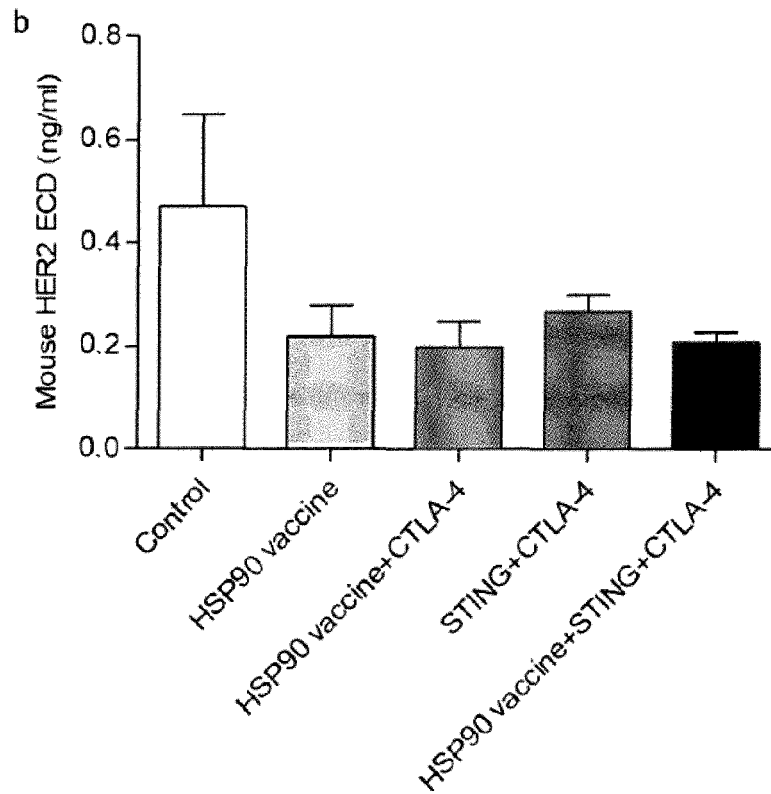 b
Mouse HER2 ECD (ng/ml)
0.8
0.6
0.4
0.2
0.0
Control
HSP90 vaccine
HSP90 vaccine+CTLA-4
STING+CTLA-4
HSP90 vaccine+STING+CTLA-4